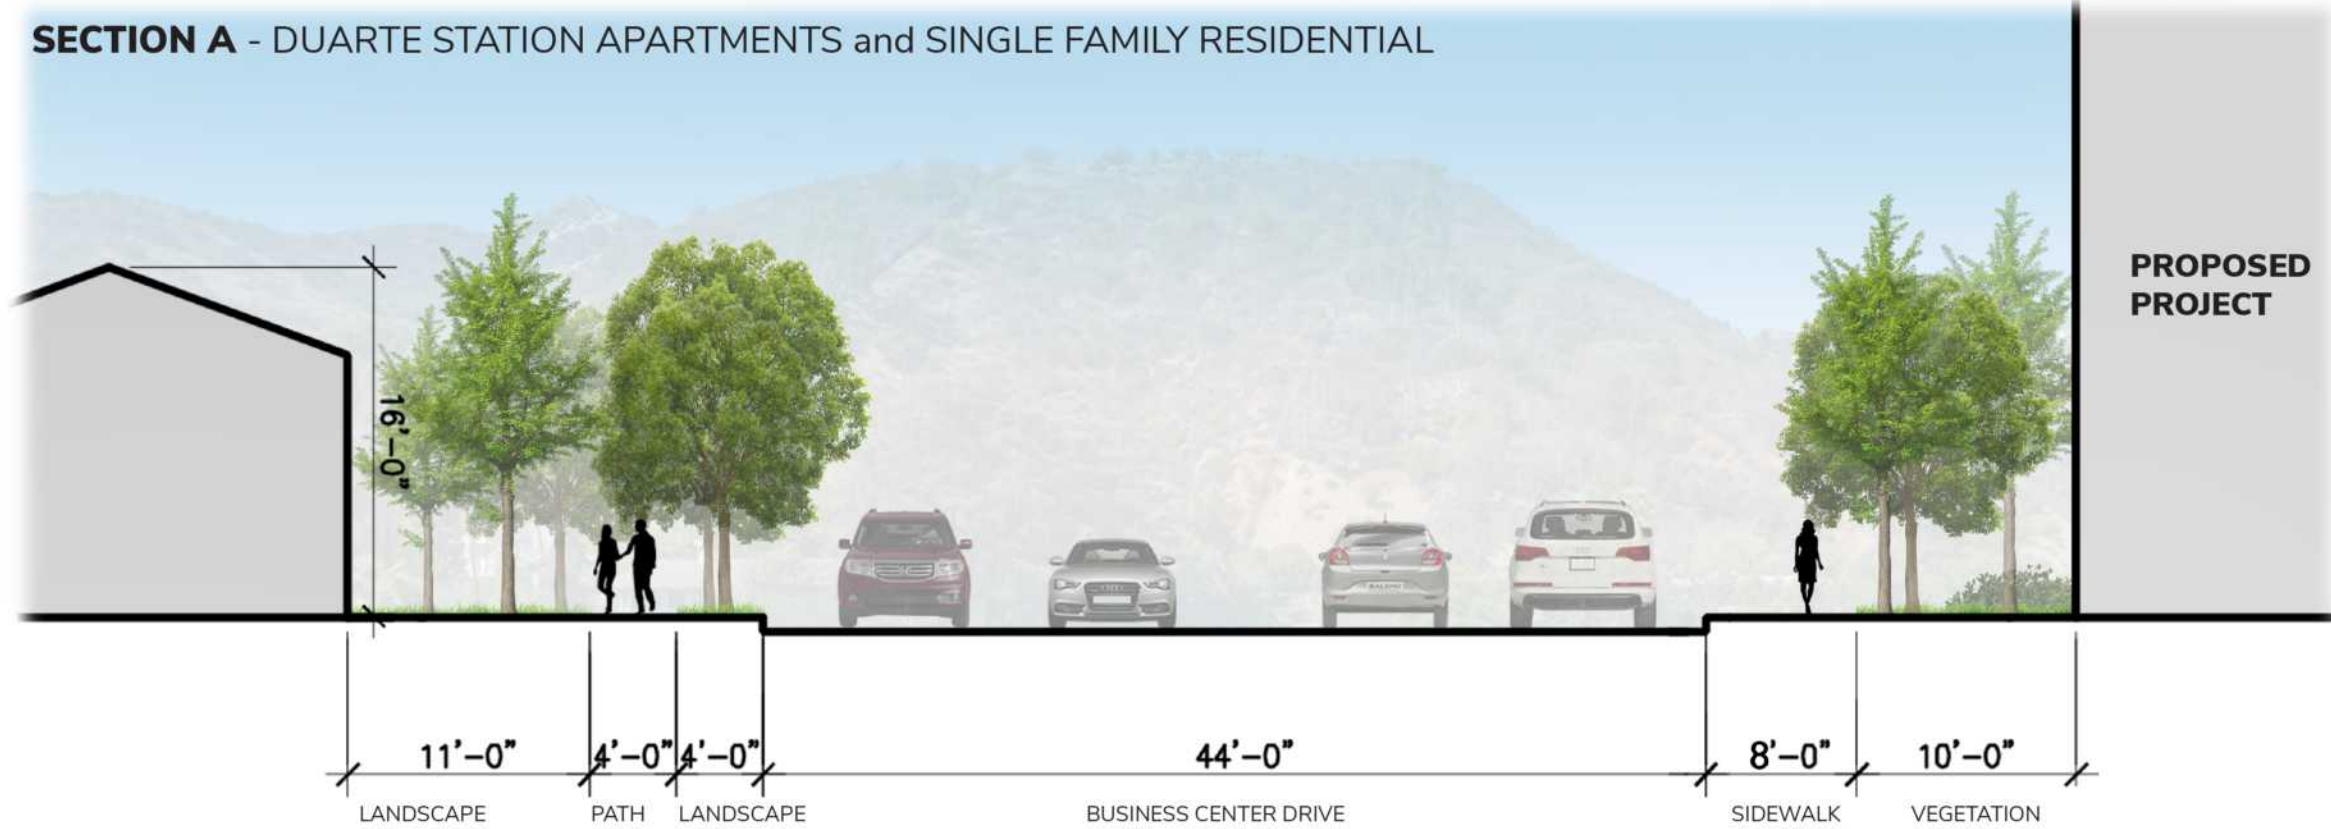 SECTION A - DUARTE STATION APARTMENTS and SINGLE FAMILY RESIDENTIAL
PROPOSED
PROJECT
16'-0"
BALENO
11'-0" 4'-0" 4'-0" 44'-0" 8'-0" 10'-0"
LANDSCAPE PATH LANDSCAPE BUSINESS CENTER DRIVE SIDEWALK VEGETATION